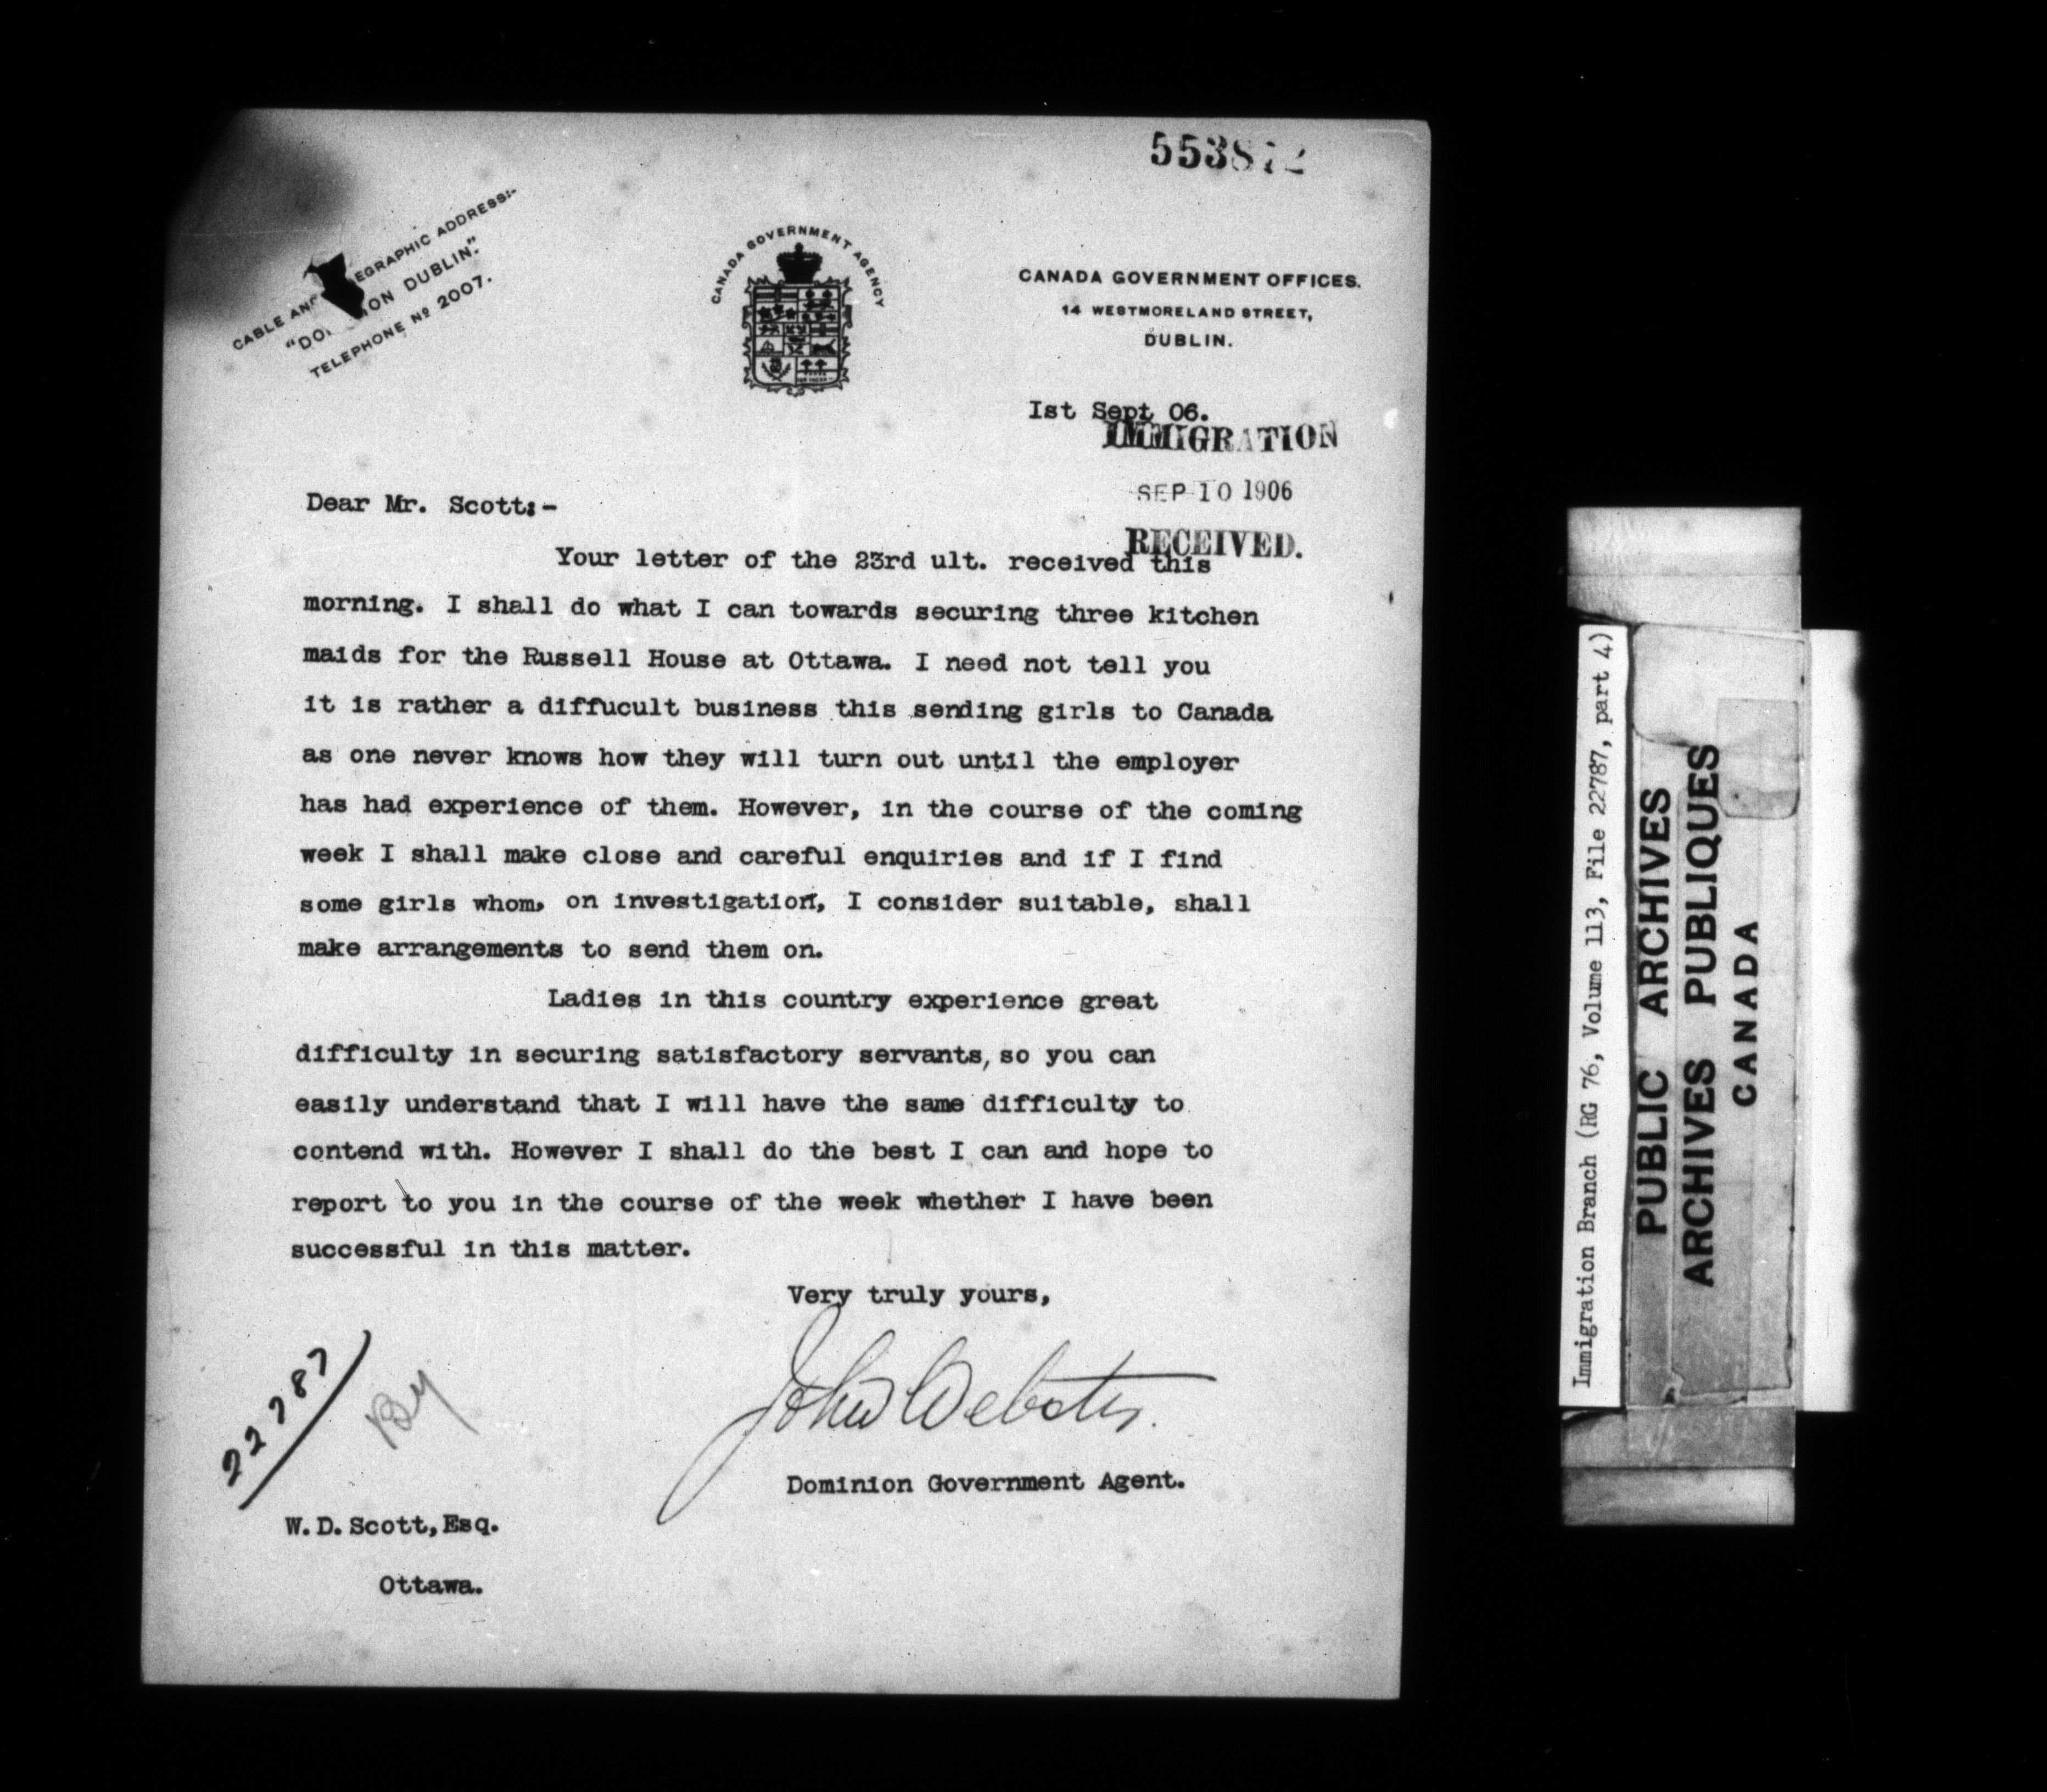 553872
CABLE AND TELEGRAPHIC ADDRESS:-
"DOMINION DUBLIN."
TELEPHONE Nº 2007.
CANADA GOVERNMENT AGENCY
CANADA GOVERNMENT OFFICES.
14 WESTMORELAND STREET,
DUBLIN.
Ist Sept 06.
IMMIGRATION
SEP 10 1906
RECEIVED.
Dear Mr. Scott:-
Your letter of the 23rd ult. received this
morning. I shall do what I can towards securing three kitchen
maids for the Russell House at Ottawa. I need not tell you
it is rather a diffucult business this sending girls to Canada
as one never knows how they will turn out until the employer
has had experience of them. However, in the course of the coming
week I shall make close and careful enquiries and if I find
some girls whom, on investigation, I consider suitable, shall
make arrangements to send them on.
Ladies in this country experience great
difficulty in securing satisfactory servants, so you can
easily understand that I will have the same difficulty to
contend with. However I shall do the best I can and hope to
report to you in the course of the week whether I have been
successful in this matter.
Very truly yours,
John Webster.
Dominion Government Agent.
22787
W.D.Scott,Esq.
Ottawa.
Immigration Branch (RG 76, Volume 113, File 22787, part 4)
PUBLIC ARCHIVES
ARCHIVES PUBLIQUES
CANADA